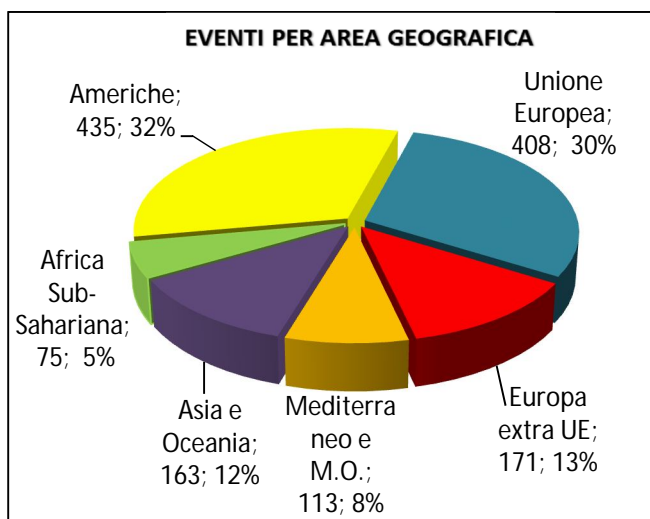 EVENTI PER AREA GEOGRAFICA
Americhe;
435; 32%
Unione
Europea;
408; 30%
Africa
Sub-
Sahariana;
75; 5%
Asia e
Oceania;
163; 12%
Mediterra
neo e
M.O.;
113; 8%
Europa
extra UE;
171; 13%